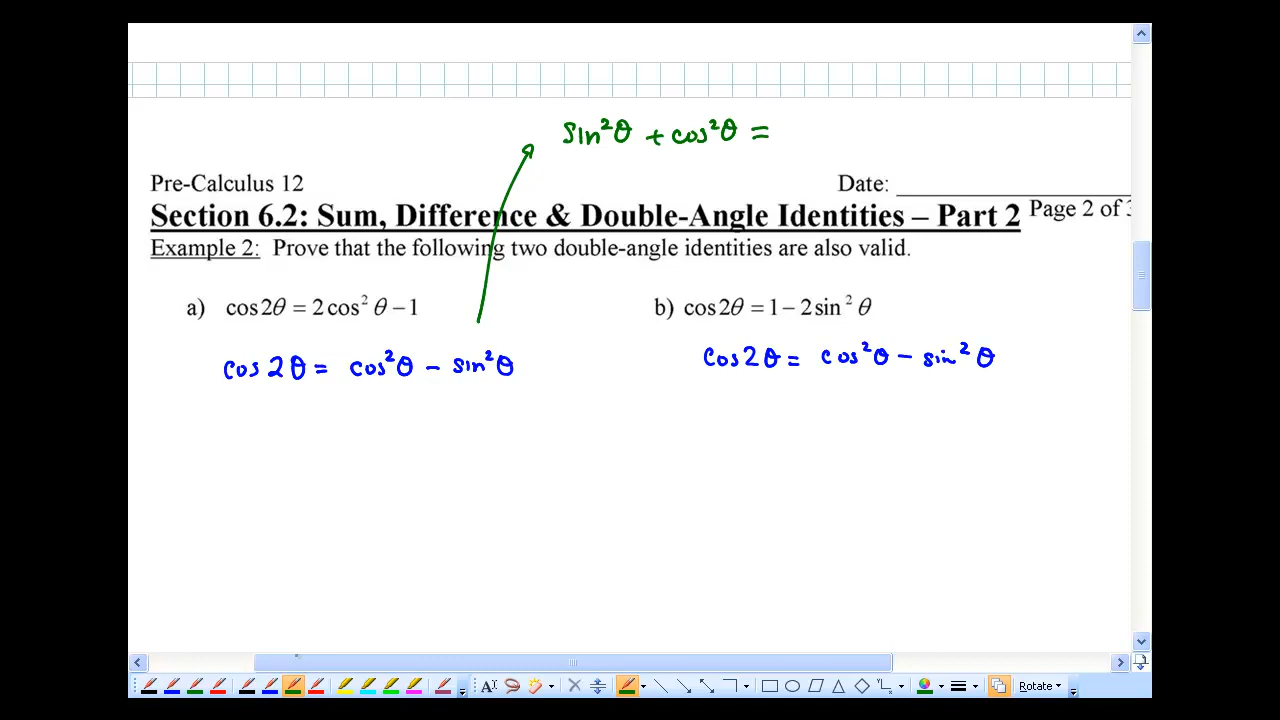 sin²θ + cos²θ =
Pre-Calculus 12 Date: ____________________
Section 6.2: Sum, Difference & Double-Angle Identities – Part 2 Page 2 of
Example 2: Prove that the following two double-angle identities are also valid.
a) cos 2θ = 2 cos² θ − 1 b) cos 2θ = 1 − 2 sin² θ
cos 2θ = cos²θ − sin²θ cos 2θ = cos²θ − sin²θ
Rotate